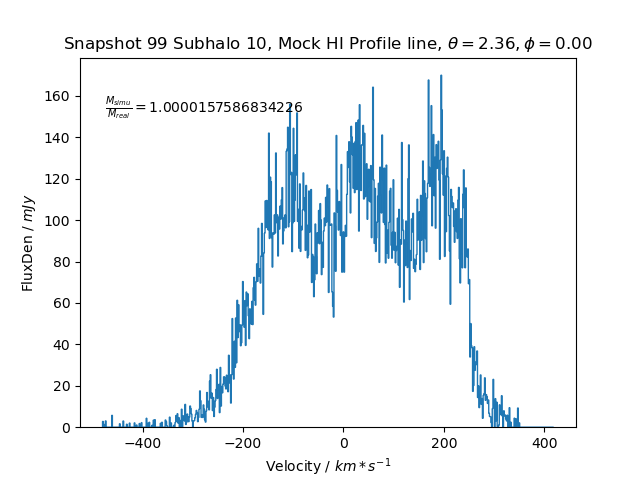 Snapshot 99 Subhalo 10, Mock HI Profile line, θ = 2.36, ϕ = 0.00
M_simu/M_real = 1.0000157586834226
FluxDen / mJy
160
140
120
100
80
60
40
20
0
−400 −200 0 200 400
Velocity / km * s⁻¹